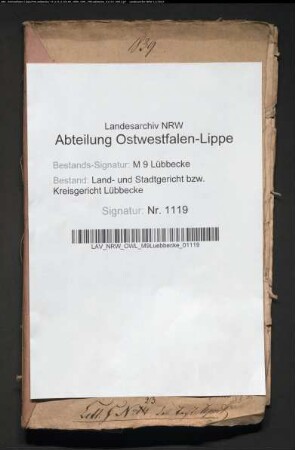 Landesarchiv NRW
Abteilung Ostwestfalen-Lippe
Bestands-Signatur: M 9 Lübbecke
Bestand: Land- und Stadtgericht bzw.
Kreisgericht Lübbecke
Signatur: Nr. 1119
LAV_NRW_OWL_M9Luebbecke_01119